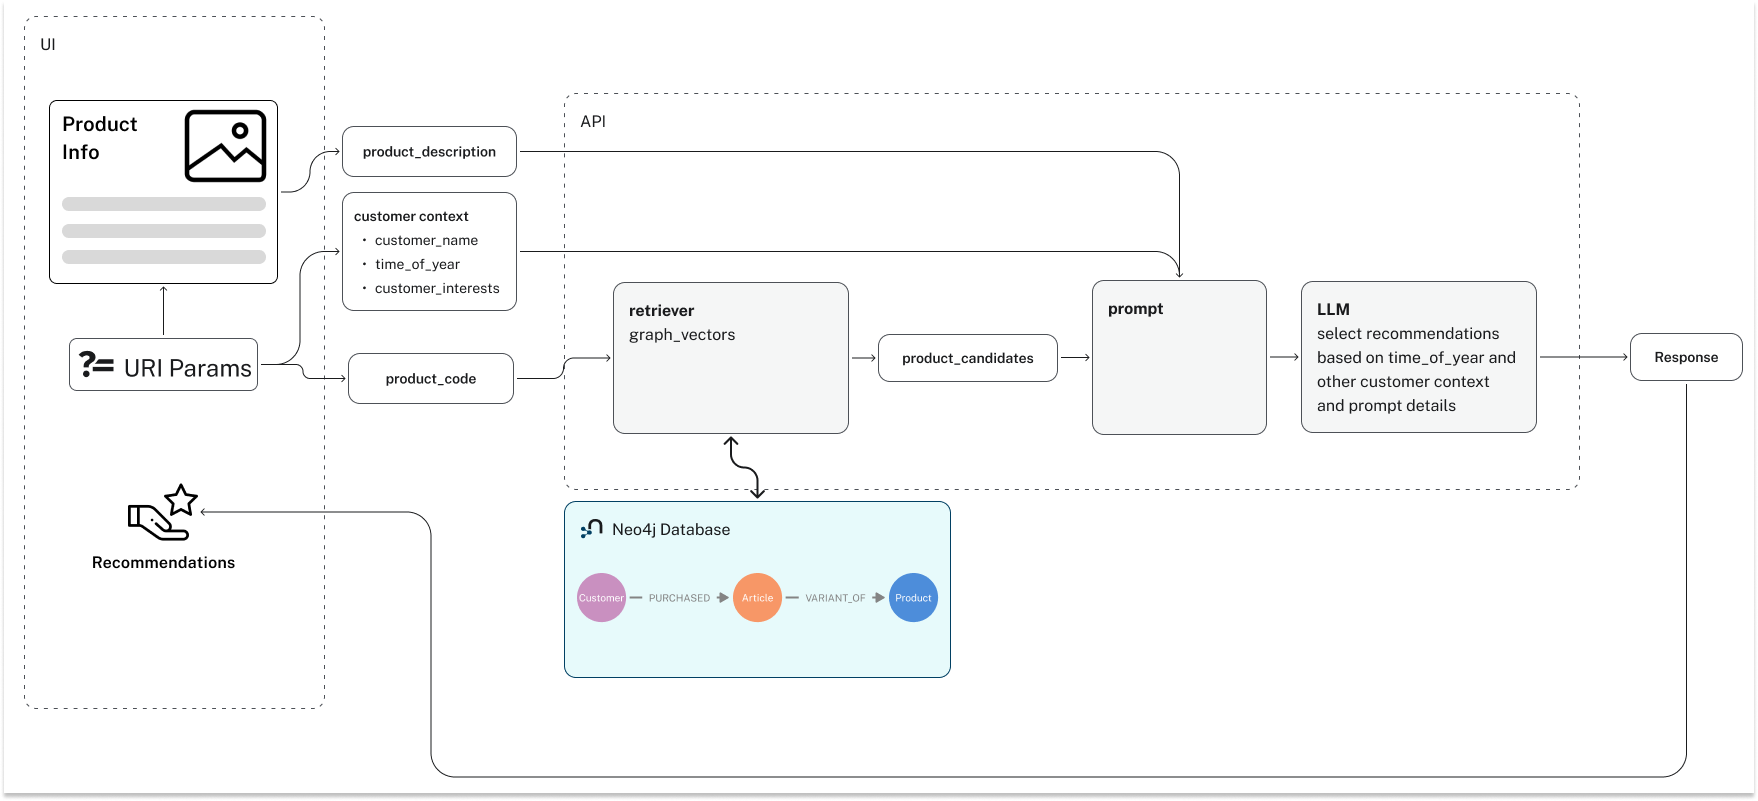 UI
Product
Info
?= URI Params
Recommendations
product_description
customer context
• customer_name
• time_of_year
• customer_interests
product_code
API
retriever
graph_vectors
product_candidates
prompt
LLM
select recommendations
based on time_of_year and
other customer context
and prompt details
Response
Neo4j Database
Customer
PURCHASED
Article
VARIANT_OF
Product